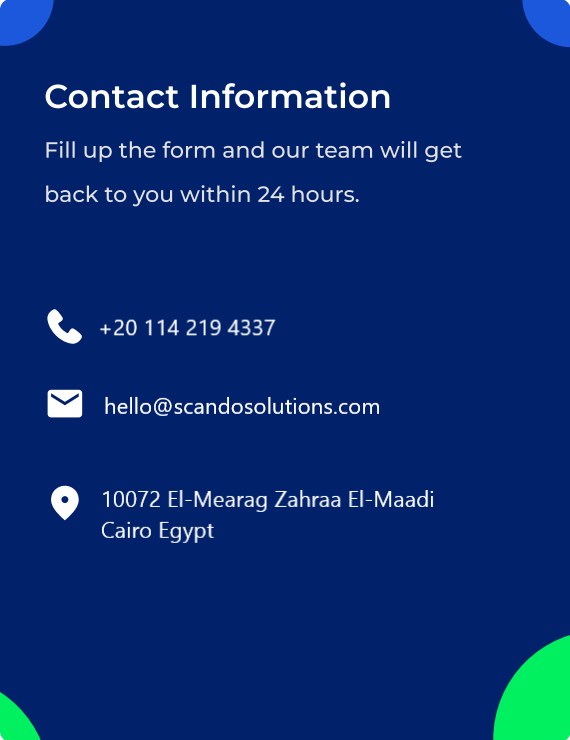 Contact Information
Fill up the form and our team will get
back to you within 24 hours.
+20 114 219 4337
hello@scandosolutions.com
10072 El-Mearag Zahraa El-Maadi
Cairo Egypt